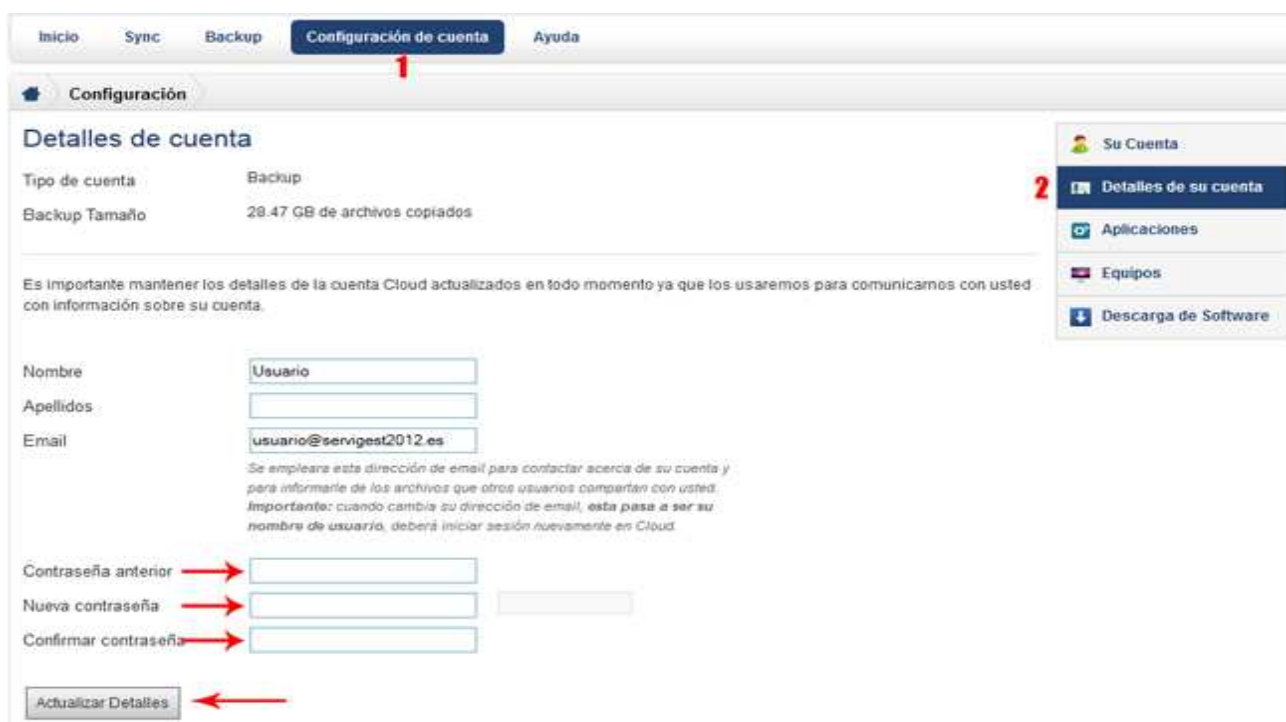 Inicio Sync Backup Configuración de cuenta Ayuda
1
Configuración
Detalles de cuenta
Tipo de cuenta Backup
Backup Tamaño 28.47 GB de archivos copiados
Es importante mantener los detalles de la cuenta Cloud actualizados en todo momento ya que los usaremos para comunicarnos con usted
con información sobre su cuenta.
Nombre Usuario
Apellidos
Email usuario@servigest2012.es
Se empleara esta dirección de email para contactar acerca de su cuenta y
para informarle de los archivos que otros usuarios compartan con usted.
Importante: cuando cambia su dirección de email, esta pasa a ser su
nombre de usuario, deberá iniciar sesión nuevamente en Cloud.
Contraseña anterior
Nueva contraseña
Confirmar contraseña
Actualizar Detalles
Su Cuenta
2 Detalles de su cuenta
Aplicaciones
Equipos
Descarga de Software